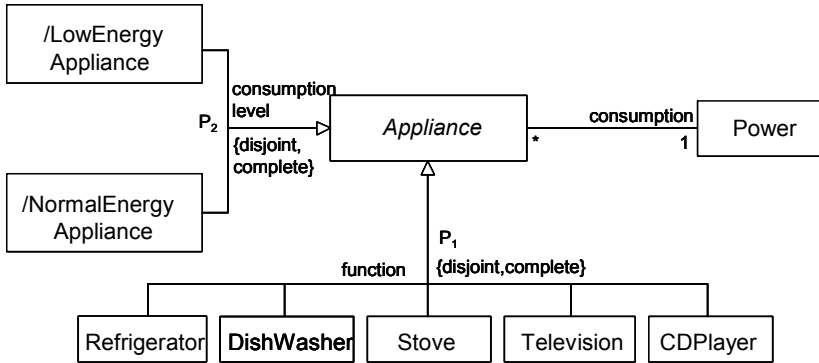 /LowEnergy
Appliance
consumption
level
P2
{disjoint,
complete}
Appliance
consumption
*
1
Power
/NormalEnergy
Appliance
P1
function
{disjoint,complete}
Refrigerator
DishWasher
Stove
Television
CDPlayer